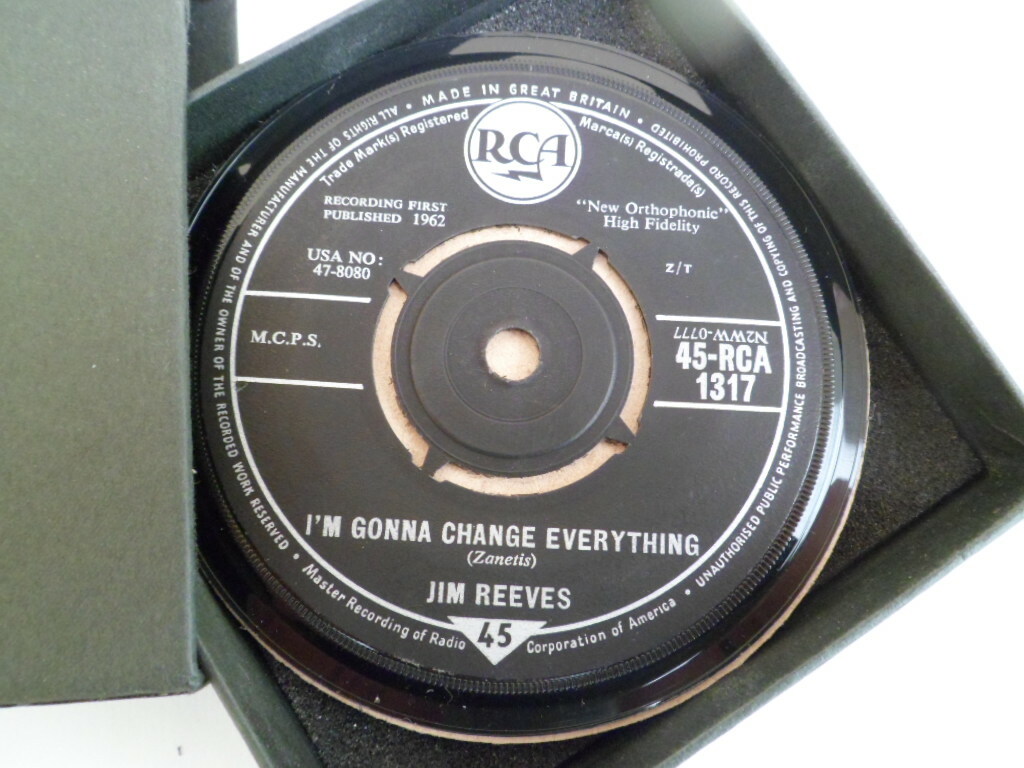 • MADE IN GREAT BRITAIN •
ALL RIGHTS OF THE MANUFACTURER AND OF THE OWNER OF THE RECORDED WORK RESERVED •
PROHIBITED
UNAUTHORISED PUBLIC PERFORMANCE BROADCASTING AND COPYING OF THIS RECORD
Trade Mark(s) Registered
RCA
Marca(s) Registrada(s)
RECORDING FIRST
PUBLISHED 1962
"New Orthophonic"
High Fidelity
USA NO:
47-8080
Z/T
M.C.P.S.
N2WW-0777
45-RCA
1317
I'M GONNA CHANGE EVERYTHING
(Zanetis)
JIM REEVES
Master Recording of Radio
45
Corporation of America •